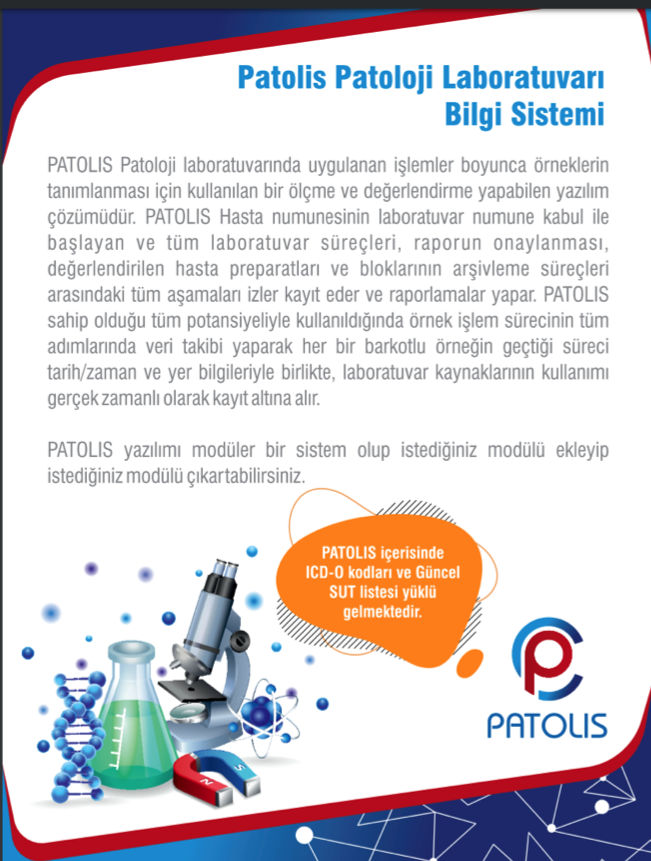 Patolis Patoloji Laboratuvarı
Bilgi Sistemi
PATOLIS Patoloji laboratuvarında uygulanan işlemler boyunca örneklerin
tanımlanması için kullanılan bir ölçme ve değerlendirme yapabilen yazılım
çözümüdür. PATOLIS Hasta numunesinin laboratuvar numune kabul ile
başlayan ve tüm laboratuvar süreçleri, raporun onaylanması,
değerlendirilen hasta preparatları ve bloklarının arşivleme süreçleri
arasındaki tüm aşamaları izler kayıt eder ve raporlamalar yapar. PATOLIS
sahip olduğu tüm potansiyeliyle kullanıldığında örnek işlem sürecinin tüm
adımlarında veri takibi yaparak her bir barkotlu örneğin geçtiği süreci
tarih/zaman ve yer bilgileriyle birlikte, laboratuvar kaynaklarının kullanımı
gerçek zamanlı olarak kayıt altına alır.
PATOLIS yazılımı modüler bir sistem olup istediğiniz modülü ekleyip
istediğiniz modülü çıkartabilirsiniz.
PATOLIS içerisinde
ICD-O kodları ve Güncel
SUT listesi yüklü
gelmektedir.
PATOLIS
N
S